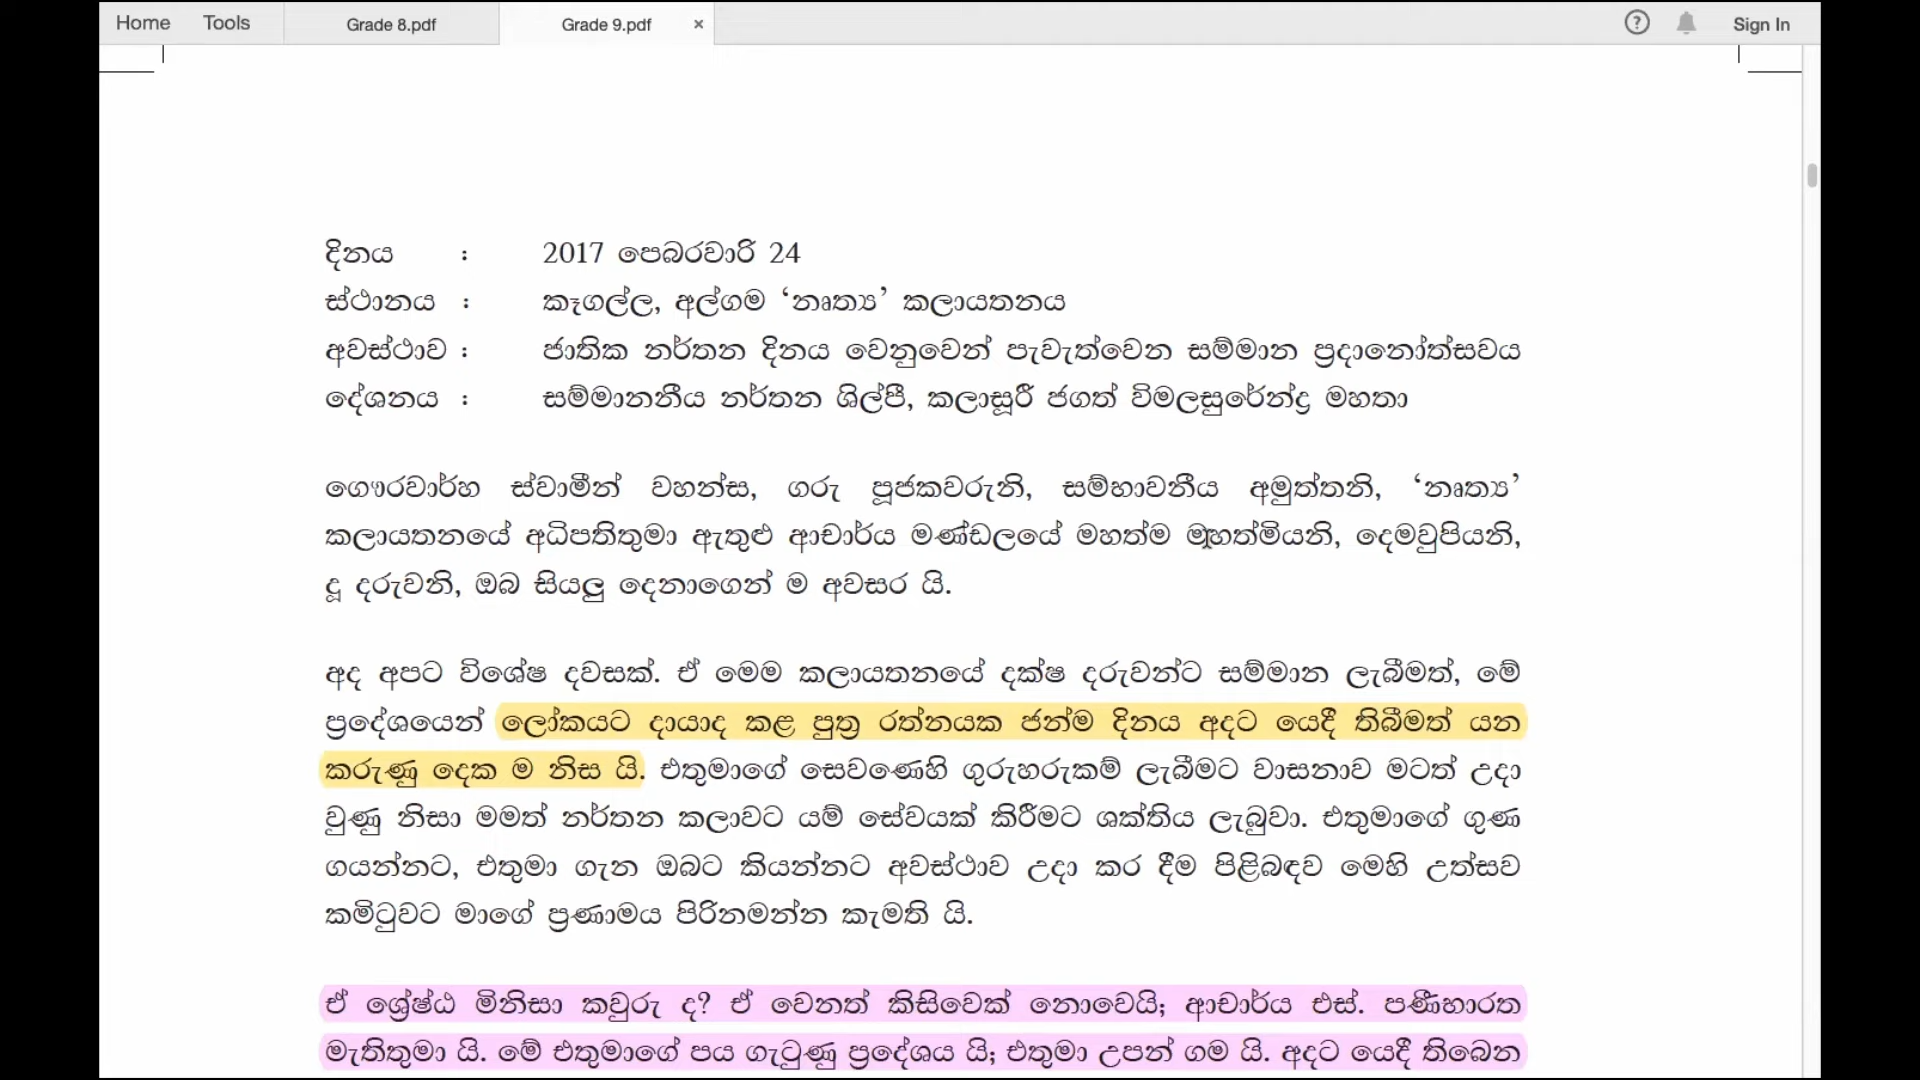 Home Tools Grade 8.pdf Grade 9.pdf × ? Sign In
දිනය : 2017 පෙබරවාරි 24
ස්ථානය : කෑගල්ල, අල්ගම ‘නෘත්‍ය’ කලායතනය
අවස්ථාව : ජාතික නර්තන දිනය වෙනුවෙන් පැවැත්වෙන සම්මාන ප්‍රදානෝත්සවය
දේශනය : සම්මානනීය නර්තන ශිල්පී, කලාසූරී ජගත් විමලසුරේන්ද්‍ර මහතා
ගෞරවාර්හ ස්වාමීන් වහන්ස, ගරු පූජකවරුනි, සම්භාවනීය අමුත්තනි, ‘නෘත්‍ය’
කලායතනයේ අධිපතිතුමා ඇතුළු ආචාර්ය මණ්ඩලයේ මහත්ම මහත්මියනි, දෙමවුපියනි,
දූ දරුවනි, ඔබ සියලු දෙනාගෙන් ම අවසර යි.
අද අපට විශේෂ දවසක්. ඒ මෙම කලායතනයේ දක්ෂ දරුවන්ට සම්මාන ලැබීමත්, මේ
ප්‍රදේශයෙන් ලෝකයට දායාද කළ පුත්‍ර රත්නයක ජන්ම දිනය අදට යෙදී තිබීමත් යන
කරුණු දෙක ම නිස යි. එතුමාගේ සෙවණෙහි ගුරුහරුකම් ලැබීමට වාසනාව මටත් උදා
වුණු නිසා මමත් නර්තන කලාවට යම් සේවයක් කිරීමට ශක්තිය ලැබුවා. එතුමාගේ ගුණ
ගයන්නට, එතුමා ගැන ඔබට කියන්නට අවස්ථාව උදා කර දීම පිළිබඳව මෙහි උත්සව
කමිටුවට මාගේ ප්‍රණාමය පිරිනමන්න කැමති යි.
ඒ ශ්‍රේෂ්ඨ මිනිසා කවුරු ද? ඒ වෙනත් කිසිවෙක් නොවෙයි; ආචාර්ය එස්. පණීභාරත
මැතිතුමා යි. මේ එතුමාගේ පය ගැටුණු ප්‍රදේශය යි; එතුමා උපන් ගම යි. අදට යෙදී තිබෙන